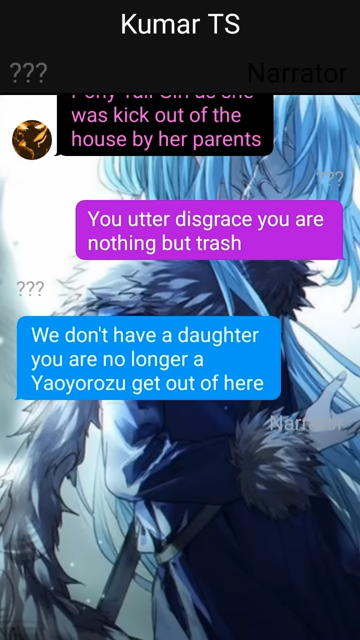 Kumar TS
???
Narrator
Pony Tail Girl as she
was kick out of the
house by her parents
???
You utter disgrace you are
nothing but trash
???
We don't have a daughter
you are no longer a
Yaoyorozu get out of here
Narrator